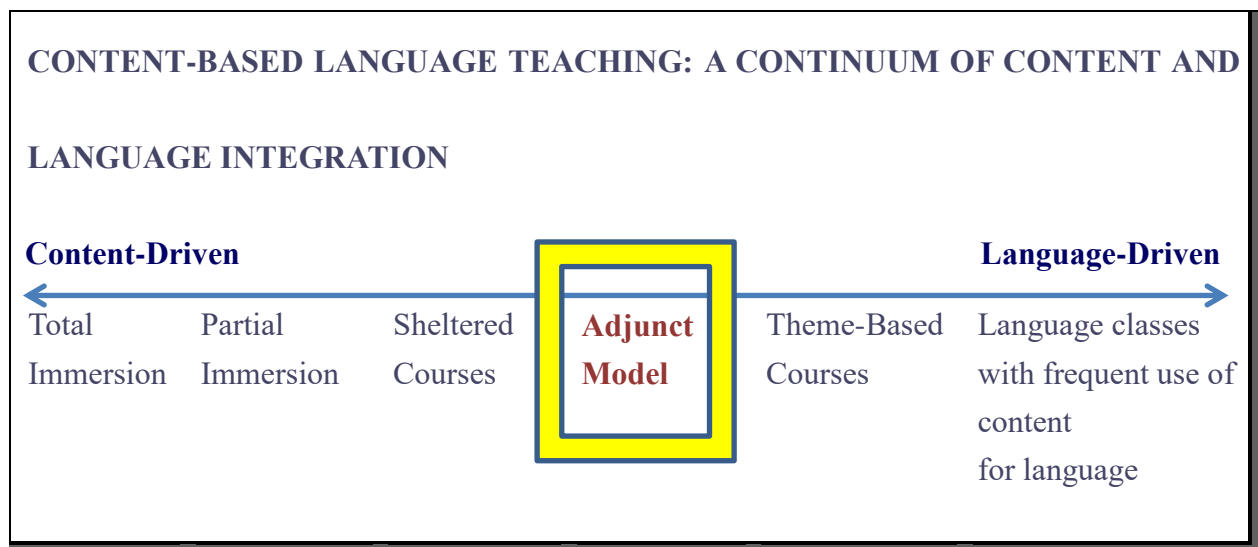 CONTENT-BASED LANGUAGE TEACHING: A CONTINUUM OF CONTENT AND
LANGUAGE INTEGRATION
Content-Driven
Language-Driven
Total
Immersion
Partial
Immersion
Sheltered
Courses
Adjunct
Model
Theme-Based
Courses
Language classes
with frequent use of
content
for language